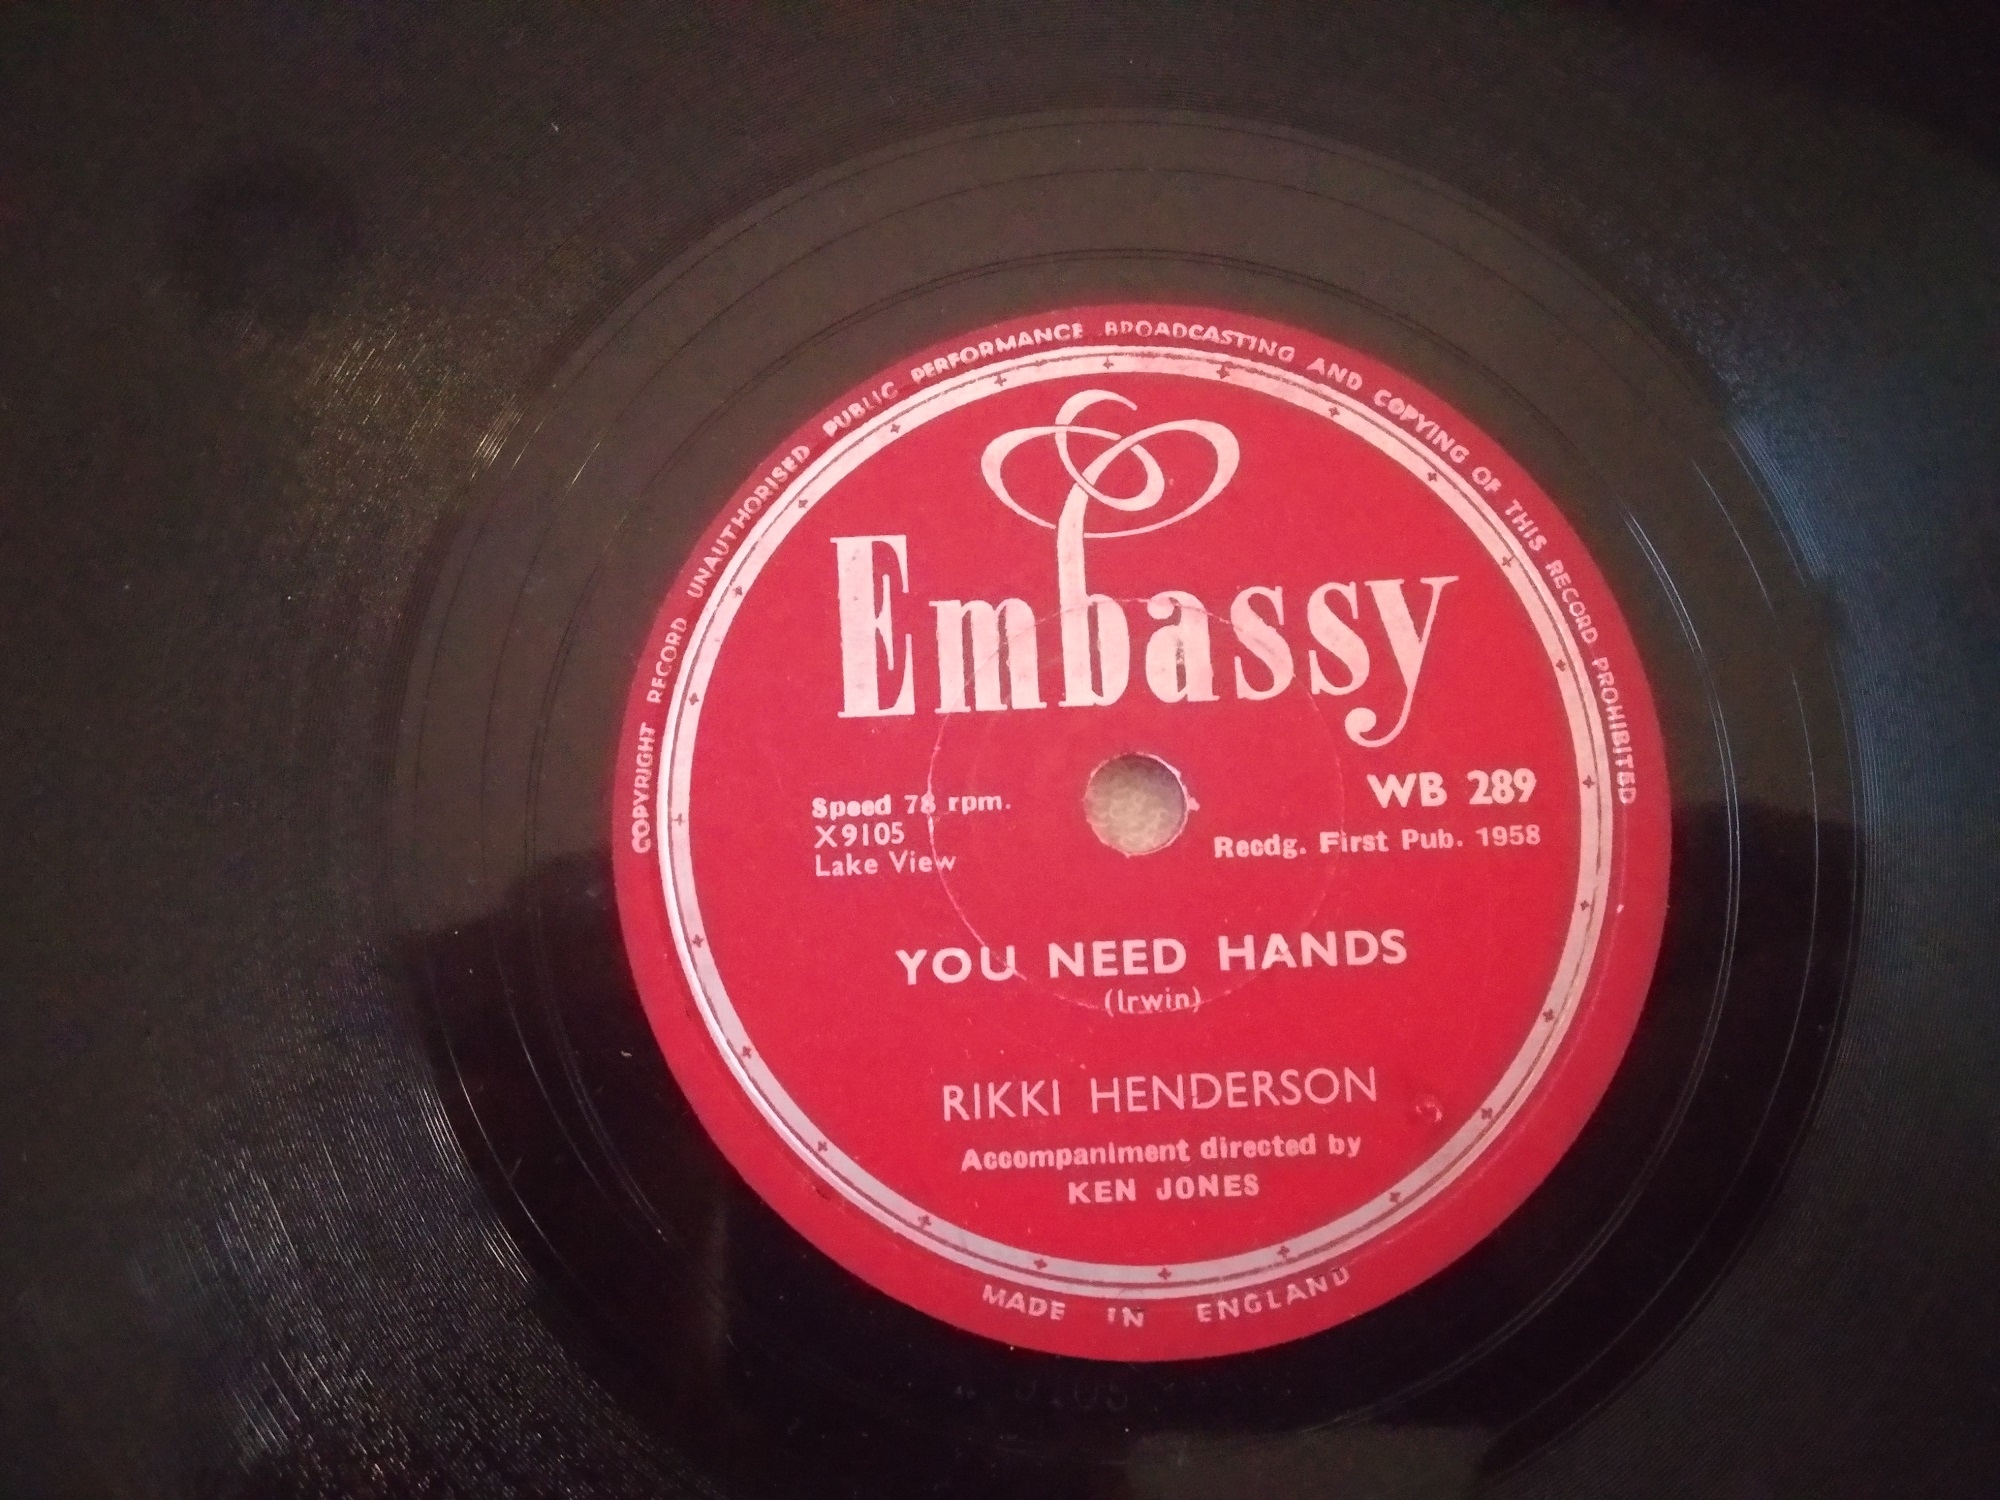 COPYRIGHT RECORD UNAUTHORISED PUBLIC PERFORMANCE BROADCASTING AND COPYING OF THIS RECORD PROHIBITED
Embassy
Speed 78 rpm.
X9105
Lake View
WB 289
Recdg. First Pub. 1958
YOU NEED HANDS
(Irwin)
RIKKI HENDERSON
Accompaniment directed by
KEN JONES
MADE IN ENGLAND
9105